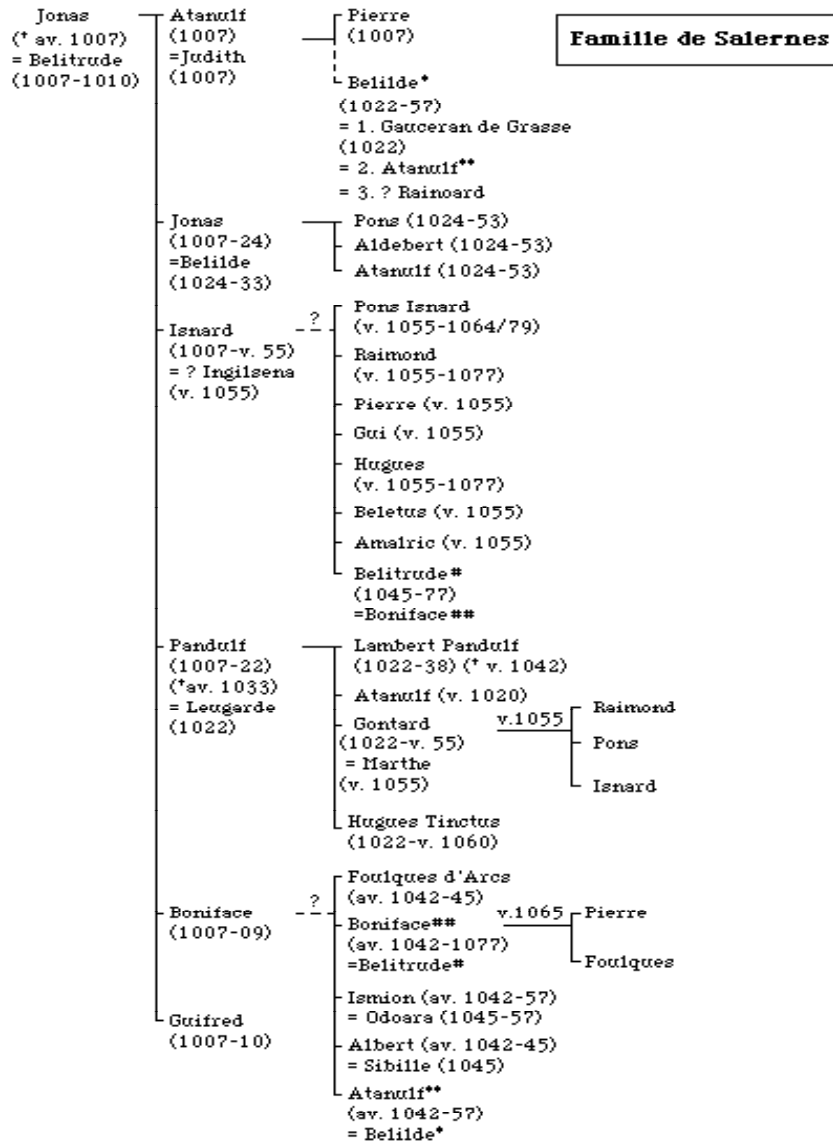 Famille de Salernes
Jonas
(† av. 1007)
= Belitrude
(1007-1010)
Atanulf
(1007)
=Judith
(1007)
Pierre
(1007)
Belilde*
(1022-57)
= 1. Gauceran de Grasse
(1022)
= 2. Atanulf**
= 3. ? Rainoard
Jonas
(1007-24)
=Belilde
(1024-33)
Pons (1024-53)
Aldebert (1024-53)
Atanulf (1024-53)
Isnard
(1007-v. 55)
= ? Ingilsena
(v. 1055)
?
Pons Isnard
(v. 1055-1064/79)
Raimond
(v. 1055-1077)
Pierre (v. 1055)
Gui (v. 1055)
Hugues
(v. 1055-1077)
Beletus (v. 1055)
Amalric (v. 1055)
Belitrude#
(1045-77)
=Boniface##
Pandulf
(1007-22)
(†av. 1033)
= Leugarde
(1022)
Lambert Pandulf
(1022-38) († v. 1042)
Atanulf (v. 1020)
Gontard
(1022-v. 55)
= Marthe
(v. 1055)
v.1055
Raimond
Pons
Isnard
Hugues Tinctus
(1022-v. 1060)
Boniface
(1007-09)
?
Foulques d'Arcs
(av. 1042-45)
Boniface##
(av. 1042-1077)
=Belitrude#
v.1065
Pierre
Foulques
Ismion (av. 1042-57)
= Odoara (1045-57)
Albert (av. 1042-45)
= Sibille (1045)
Atanulf**
(av. 1042-57)
= Belilde*
Guifred
(1007-10)